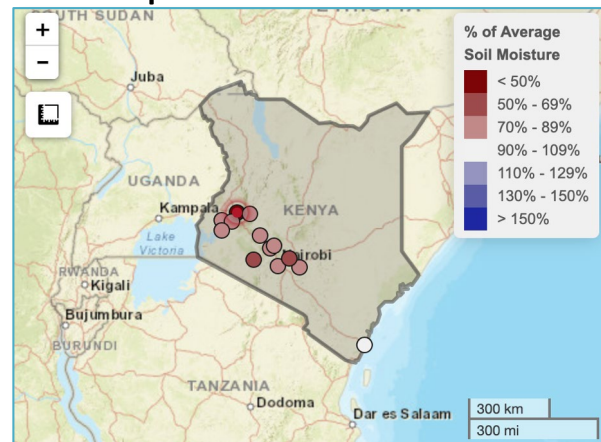 SOUTH SUDAN
+
−
Juba
UGANDA
Kampala
KENYA
Lake
Victoria
Nairobi
RWANDA
Kigali
Bujumbura
BURUNDI
TANZANIA
Dodoma
Dar es Salaam
% of Average
Soil Moisture
< 50%
50% - 69%
70% - 89%
90% - 109%
110% - 129%
130% - 150%
> 150%
300 km
300 mi